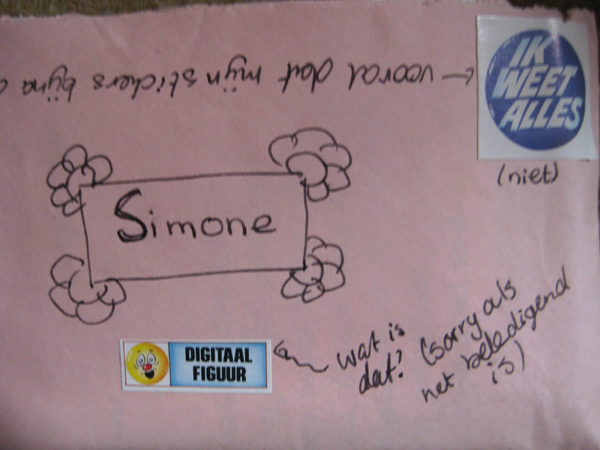 ← vooral dat mijn stickers bijna
IK
WEET
ALLES
(niet)
Simone
DIGITAAL
FIGUUR
wat is
dat? (sorry als
het beledigend
is)